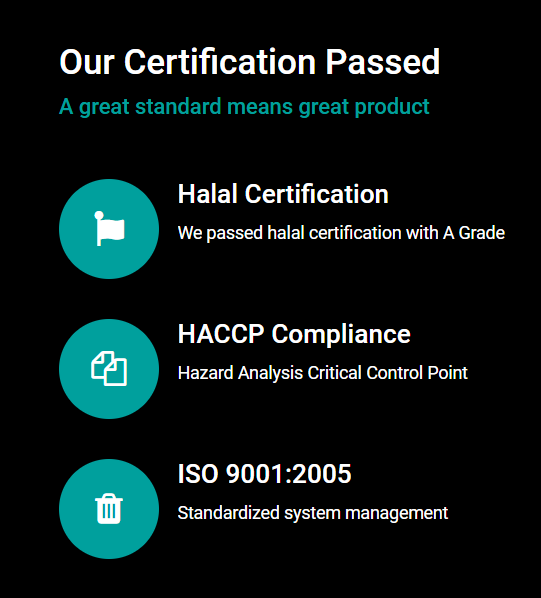 Our Certification Passed
A great standard means great product
Halal Certification
We passed halal certification with A Grade
HACCP Compliance
Hazard Analysis Critical Control Point
ISO 9001:2005
Standardized system management